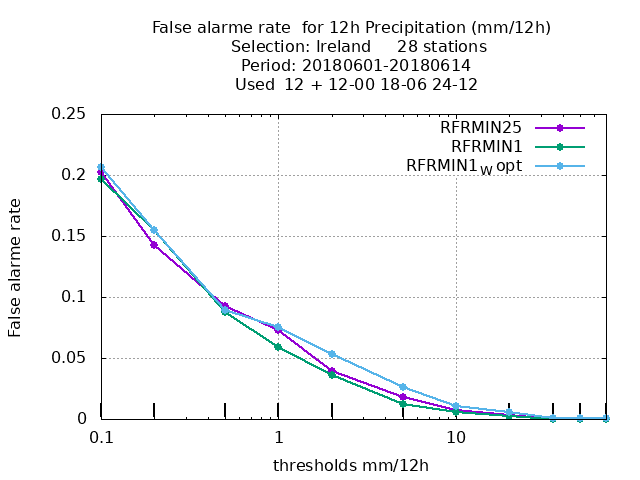 False alarme rate  for 12h Precipitation (mm/12h)
Selection: Ireland     28 stations
Period: 20180601-20180614
Used  12 + 12-00 18-06 24-12
RFRMIN25
RFRMIN1
RFRMIN1W opt
0.25
0.2
0.15
0.1
0.05
0
False alarme rate
0.1
1
10
thresholds mm/12h